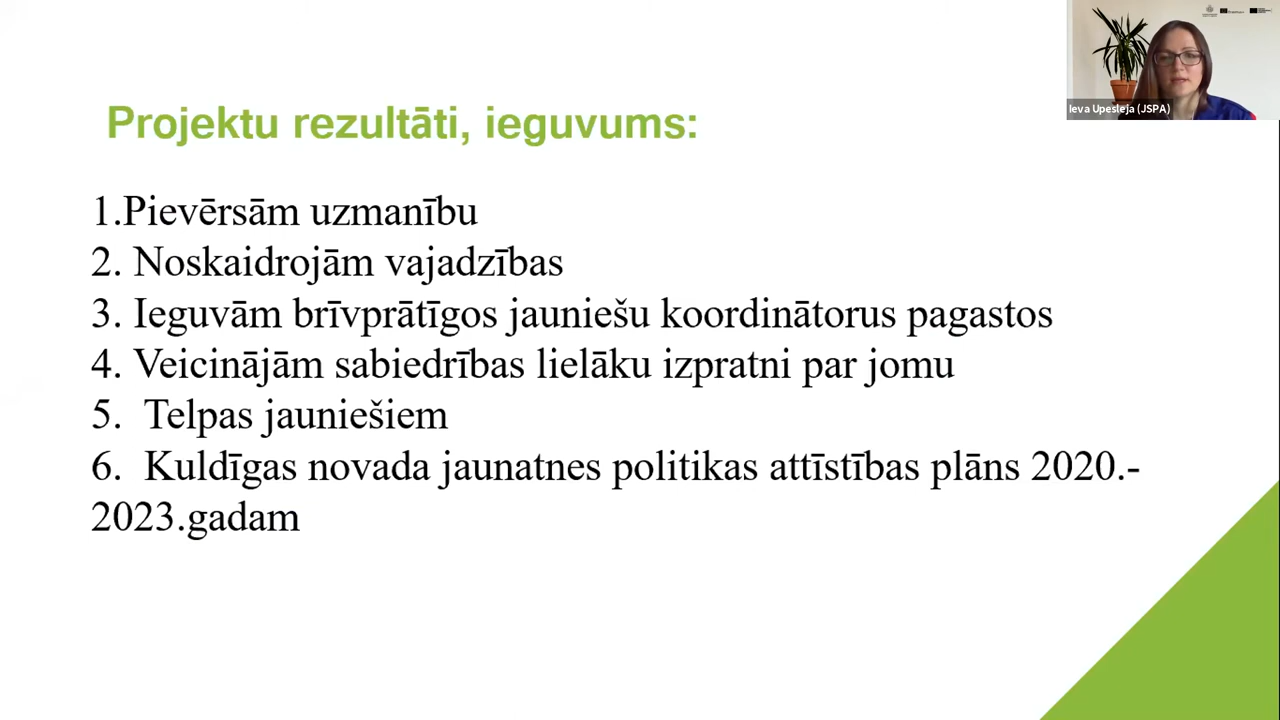 Projektu rezultāti, ieguvums:
1.Pievērsām uzmanību
2. Noskaidrojām vajadzības
3. Ieguvām brīvprātīgos jauniešu koordinātorus pagastos
4. Veicinājām sabiedrības lielāku izpratni par jomu
5.  Telpas jauniešiem
6.  Kuldīgas novada jaunatnes politikas attīstības plāns 2020.-
2023.gadam
Ieva Upesleja (JSPA)